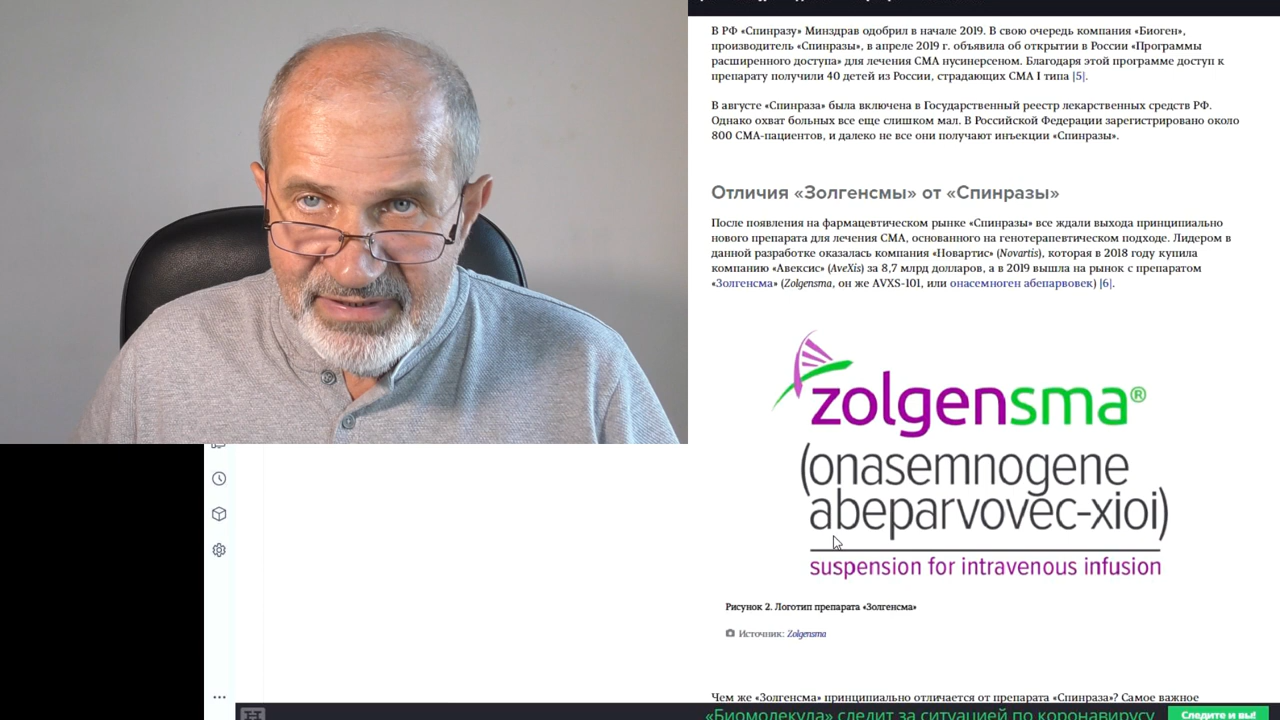 В РФ «Спинразу» Минздрав одобрил в начале 2019. В свою очередь компания «Биоген»,
производитель «Спинразы», в апреле 2019 г. объявила об открытии в России «Программы
расширенного доступа» для лечения СМА нусинерсеном. Благодаря этой программе доступ к
препарату получили 40 детей из России, страдающих СМА I типа [5].
В августе «Спинраза» была включена в Государственный реестр лекарственных средств РФ.
Однако охват больных все еще слишком мал. В Российской Федерации зарегистрировано около
800 СМА-пациентов, и далеко не все они получают инъекции «Спинразы».
Отличия «Золгенсмы» от «Спинразы»
После появления на фармацевтическом рынке «Спинразы» все ждали выхода принципиально
нового препарата для лечения СМА, основанного на генотерапевтическом подходе. Лидером в
данной разработке оказалась компания «Новартис» (Novartis), которая в 2018 году купила
компанию «Авексис» (AveXis) за 8,7 млрд долларов, а в 2019 вышла на рынок с препаратом
«Золгенсма» (Zolgensma, он же AVXS-101, или онасемноген абепарвовек) [6].
zolgensma®
(onasemnogene
abeparvovec-xioi)
suspension for intravenous infusion
Рисунок 2. Логотип препарата «Золгенсма»
Источник: Zolgensma
Чем же «Золгенсма» принципиально отличается от препарата «Спинраза»? Самое важное
«Биомолекула» следит за ситуацией по коронавирусу
Следите и вы!